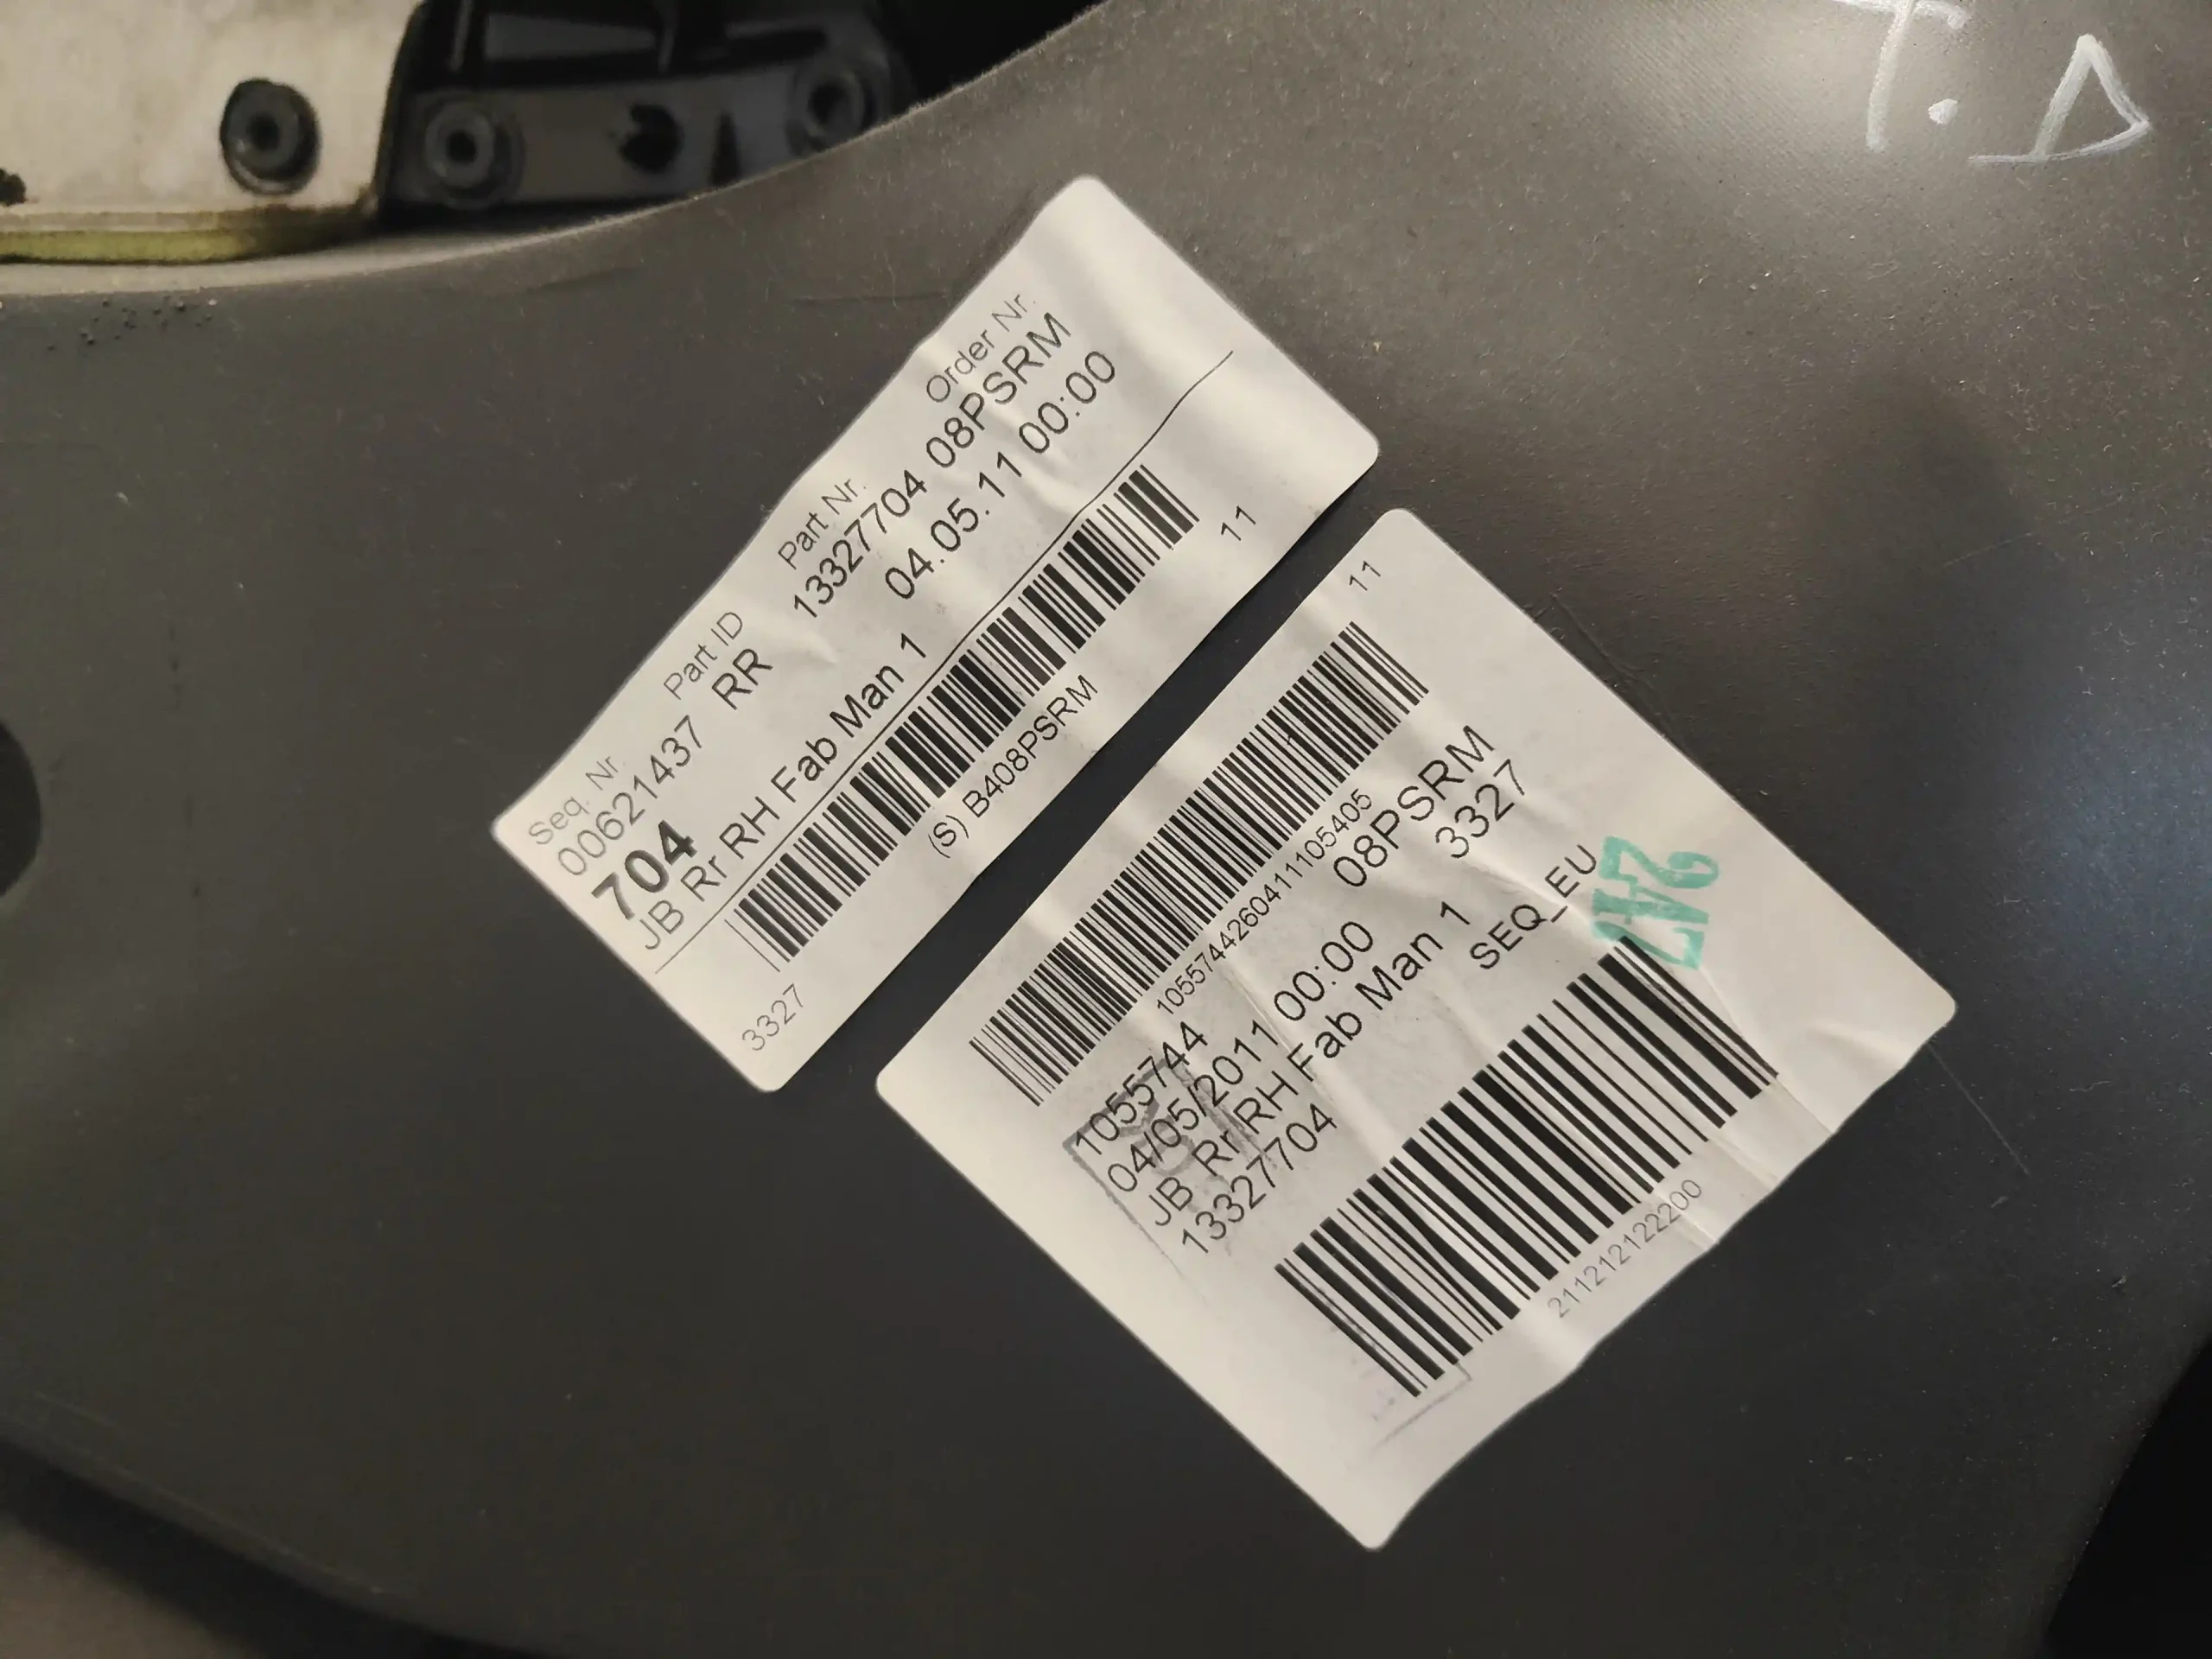 T. D
Seq. Nr. Part ID Part Nr. Order Nr.
00621437 RR 13327704 08PSRM
704 04.05.11 00:00
JB Rr RH Fab Man 1
3327 (S) B408PSRM 11
11
10557442604111105405
1055744 08PSRM
04/05/2011 00:00 3327
JB Rr RH Fab Man 1
13327704 SEQ_EU
211212122200